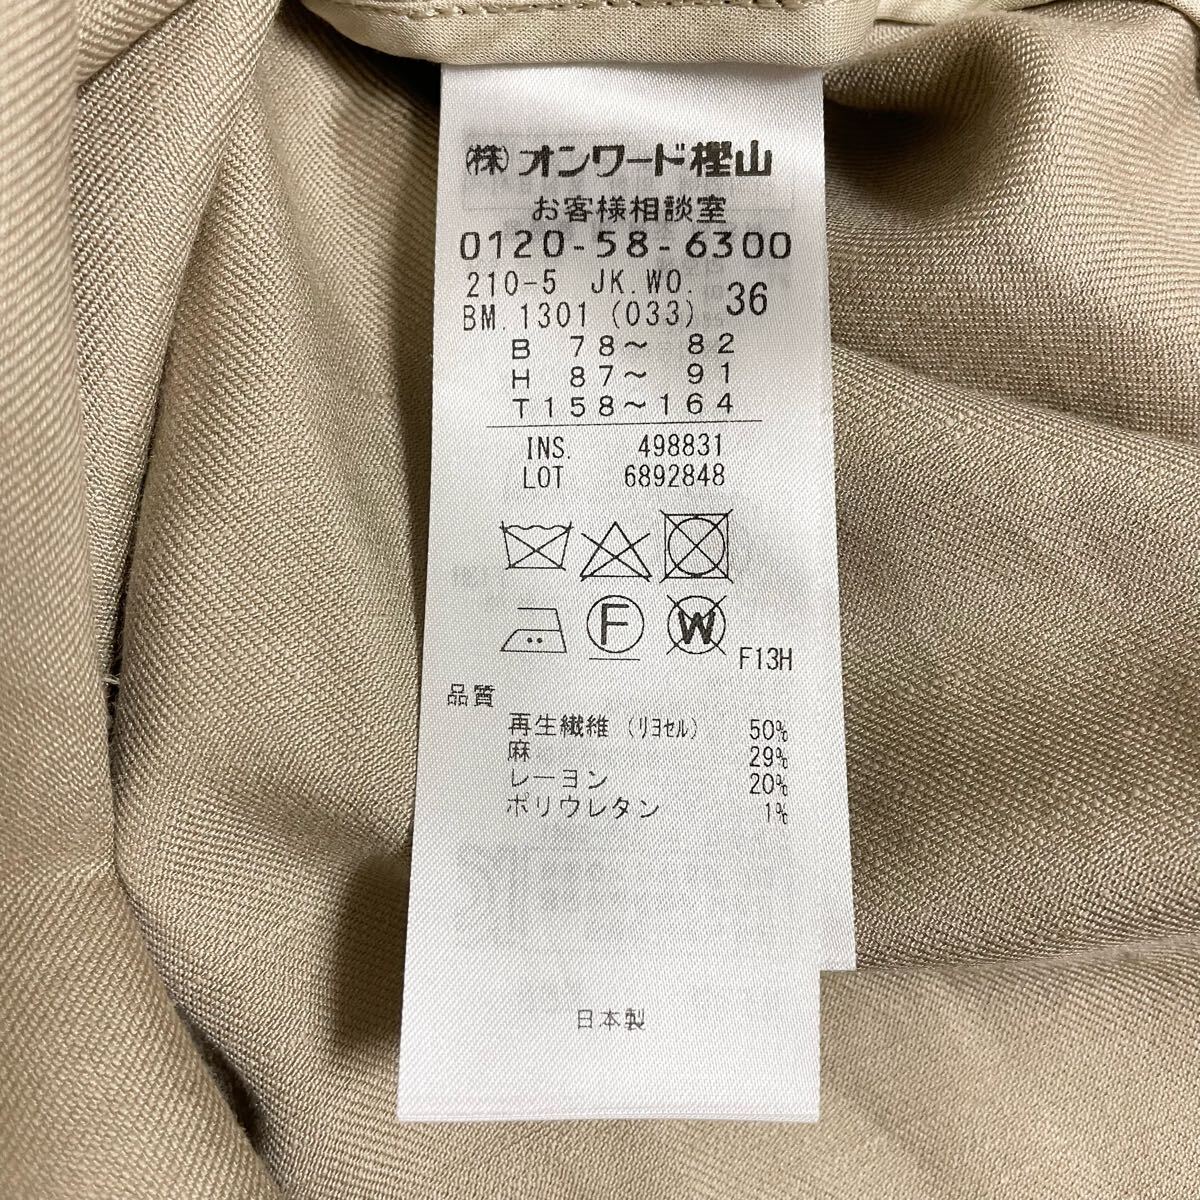 (株)オンワード樫山
お客様相談室
0120-58-6300
210-5 JK.WO.
BM.1301 (033) 36
B 78～ 82
H 87～ 91
T158～164
INS. 498831
LOT 6892848
F
W
F13H
品質
再生繊維 (リヨセル) 50%
麻 29%
レーヨン 20%
ポリウレタン 1%
日本製